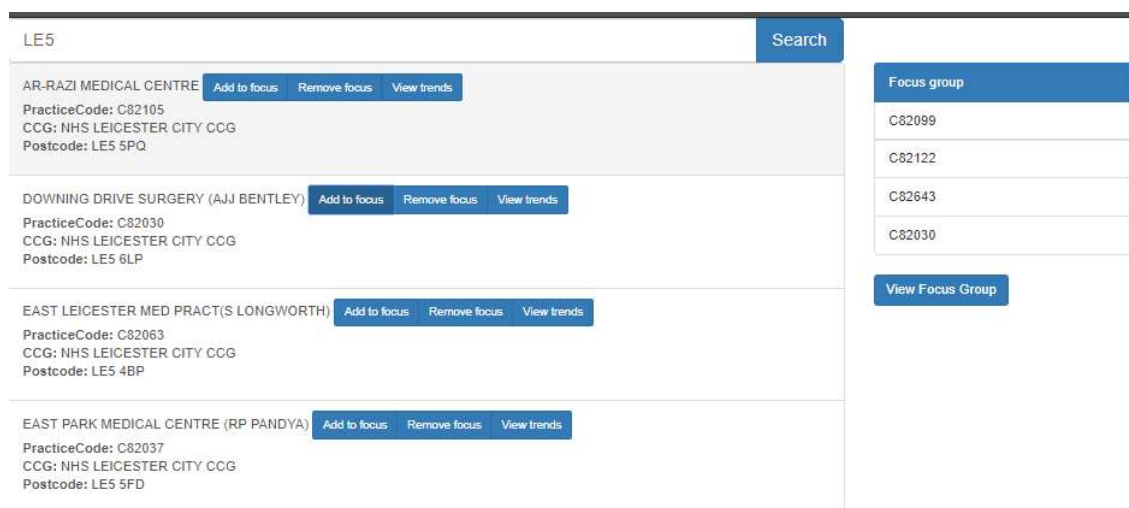 LE5 Search
AR-RAZI MEDICAL CENTRE Add to focus Remove focus View trends
PracticeCode: C82105
CCG: NHS LEICESTER CITY CCG
Postcode: LE5 5PQ
DOWNING DRIVE SURGERY (AJJ BENTLEY) Add to focus Remove focus View trends
PracticeCode: C82030
CCG: NHS LEICESTER CITY CCG
Postcode: LE5 6LP
EAST LEICESTER MED PRACT(S LONGWORTH) Add to focus Remove focus View trends
PracticeCode: C82063
CCG: NHS LEICESTER CITY CCG
Postcode: LE5 4BP
EAST PARK MEDICAL CENTRE (RP PANDYA) Add to focus Remove focus View trends
PracticeCode: C82037
CCG: NHS LEICESTER CITY CCG
Postcode: LE5 5FD
Focus group
C82099
C82122
C82643
C82030
View Focus Group